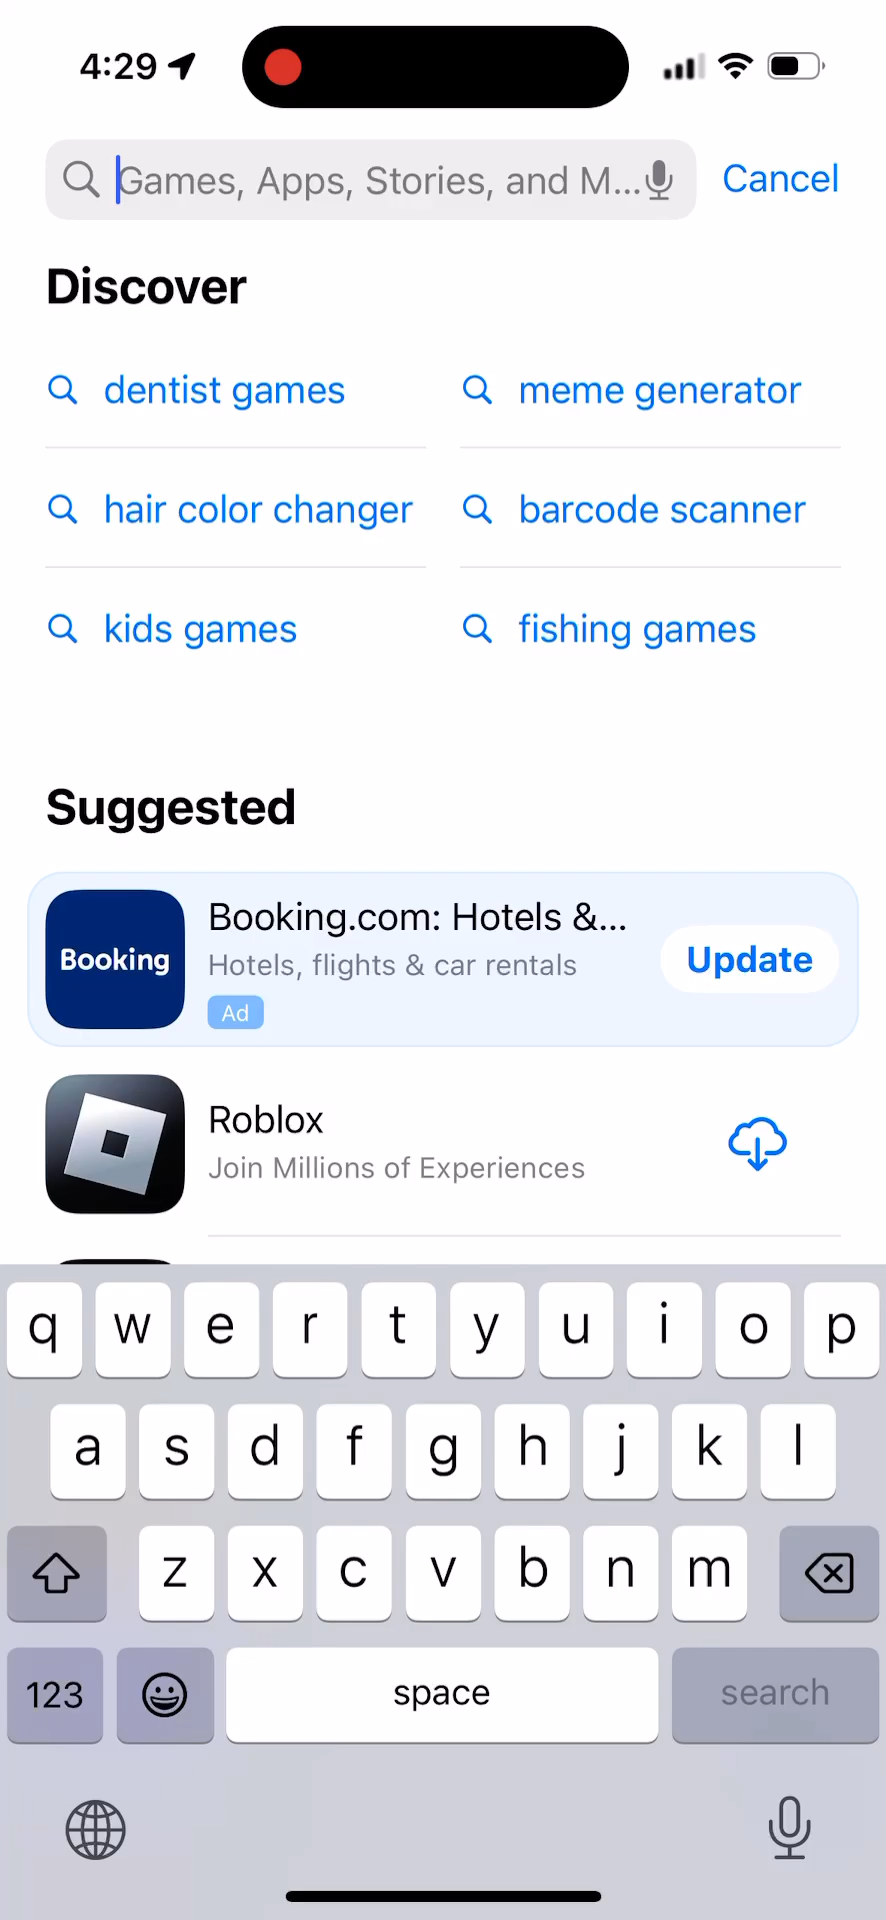 4:29
Games, Apps, Stories, and M...
Cancel
Discover
dentist games
meme generator
hair color changer
barcode scanner
kids games
fishing games
Suggested
Booking
Booking.com: Hotels &...
Hotels, flights & car rentals
Ad
Update
Roblox
Join Millions of Experiences
q w e r t y u i o p
a s d f g h j k l
z x c v b n m
123
space
search